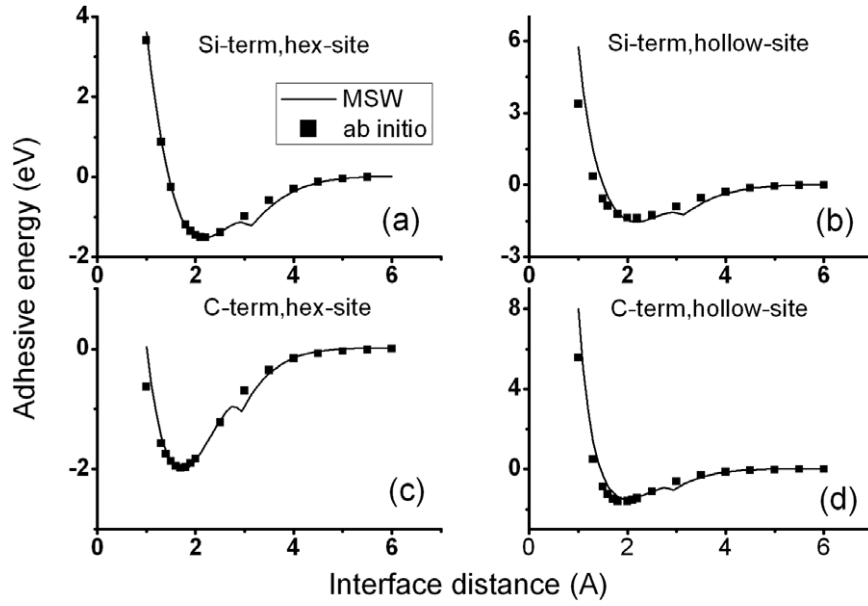 Si-term,hex-site
MSW
ab initio
(a)
4
2
0
-2
0 2 4 6
Si-term,hollow-site
(b)
6
3
0
-3
0 2 4 6
C-term,hex-site
(c)
0
-2
0 2 4 6
C-term,hollow-site
(d)
8
4
0
0 2 4 6
Adhesive energy (eV)
Interface distance (A)